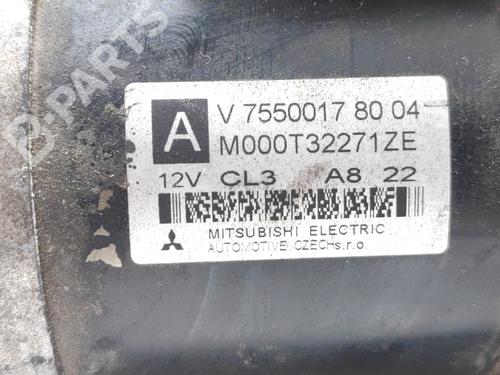 A
V 7550017 80 04
M000T32271ZE
12V CL3 A8 22
MITSUBISHI ELECTRIC
AUTOMOTIVE CZECH s.r.o.
B-PARTS